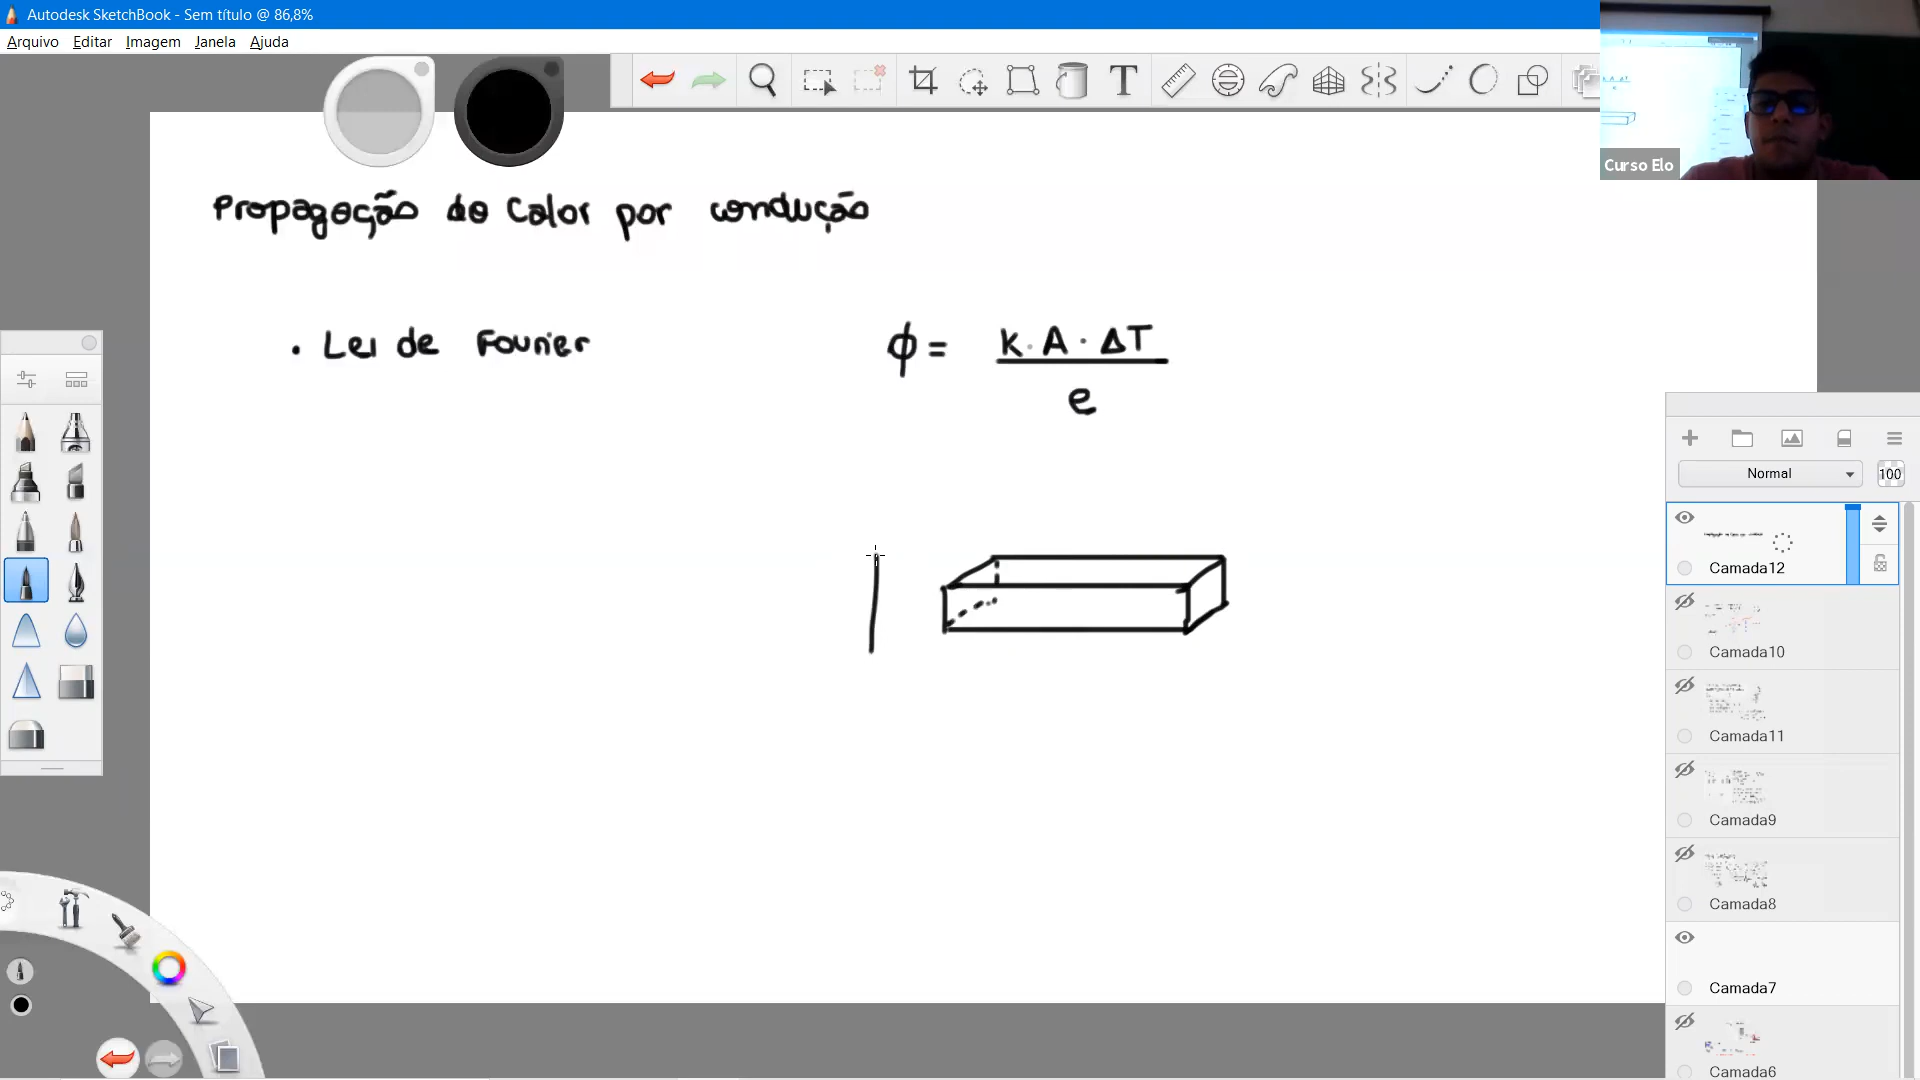 Autodesk SketchBook - Sem título @ 86,8%
Arquivo Editar Imagem Janela Ajuda
T
Curso Elo
Propagação do Calor por condução
• Lei de Fourier
ϕ = K · A · ΔT
e
Normal
100
Camada12
Camada10
Camada11
Camada9
Camada8
Camada7
Camada6